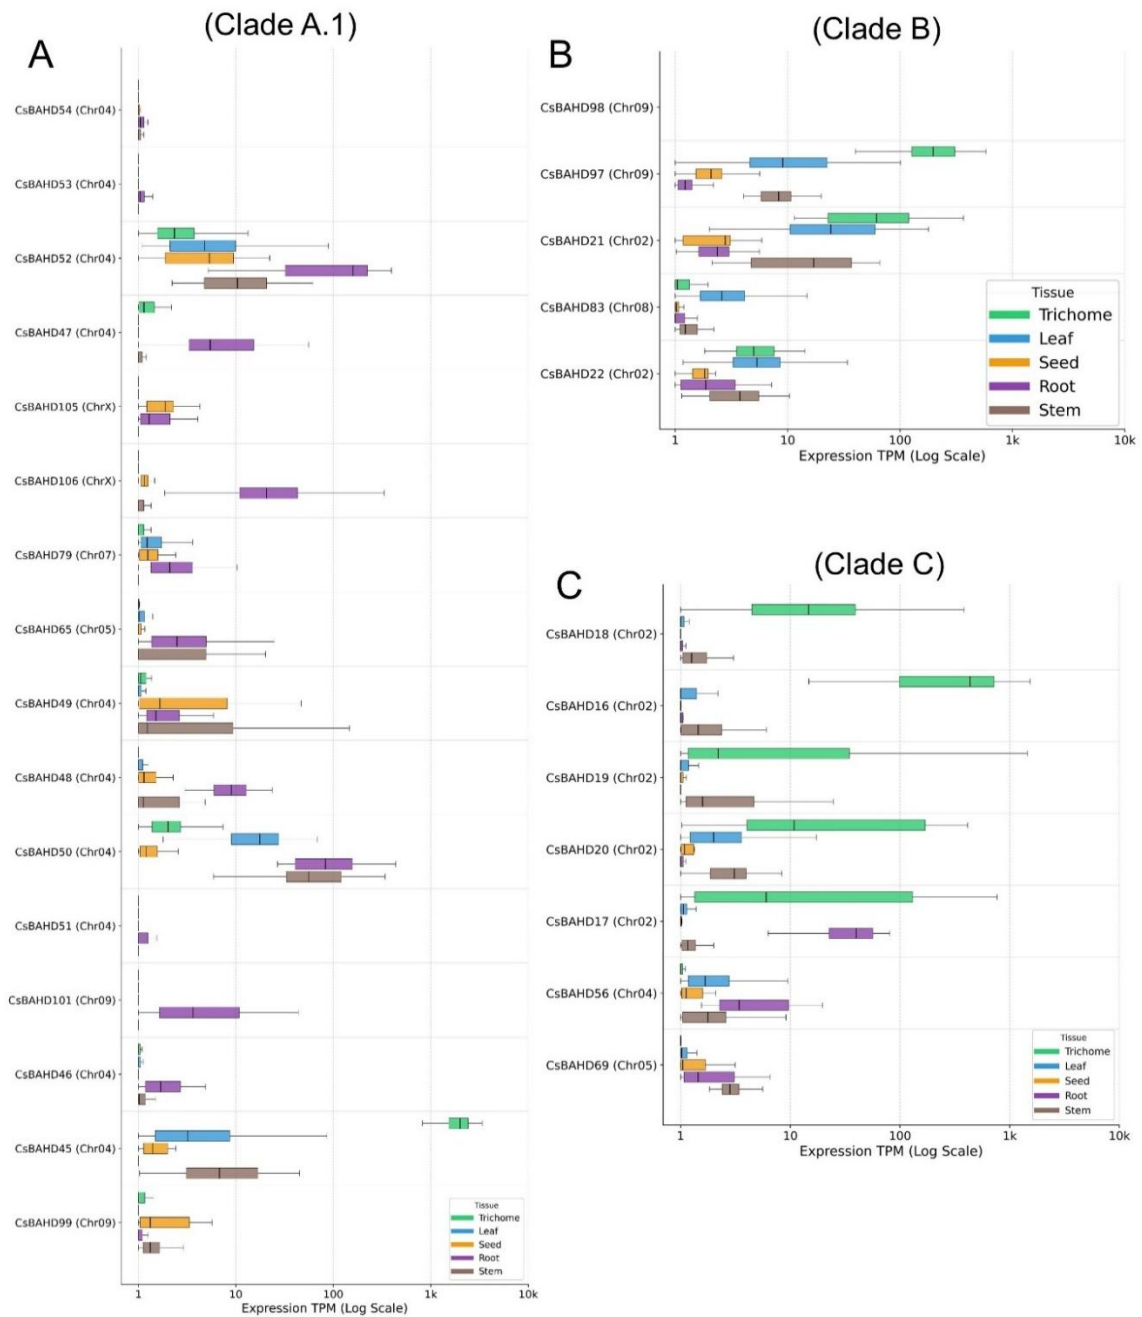 A
(Clade A.1)
CsBAHD54 (Chr04)
CsBAHD53 (Chr04)
CsBAHD52 (Chr04)
CsBAHD47 (Chr04)
CsBAHD105 (ChrX)
CsBAHD106 (ChrX)
CsBAHD79 (Chr07)
CsBAHD65 (Chr05)
CsBAHD49 (Chr04)
CsBAHD48 (Chr04)
CsBAHD50 (Chr04)
CsBAHD51 (Chr04)
CsBAHD101 (Chr09)
CsBAHD46 (Chr04)
CsBAHD45 (Chr04)
CsBAHD99 (Chr09)
Tissue
Trichome
Leaf
Seed
Root
Stem
1 10 100 1k 10k
Expression TPM (Log Scale)
B
(Clade B)
CsBAHD98 (Chr09)
CsBAHD97 (Chr09)
CsBAHD21 (Chr02)
CsBAHD83 (Chr08)
CsBAHD22 (Chr02)
Tissue
Trichome
Leaf
Seed
Root
Stem
1 10 100 1k 10k
Expression TPM (Log Scale)
C
(Clade C)
CsBAHD18 (Chr02)
CsBAHD16 (Chr02)
CsBAHD19 (Chr02)
CsBAHD20 (Chr02)
CsBAHD17 (Chr02)
CsBAHD56 (Chr04)
CsBAHD69 (Chr05)
Tissue
Trichome
Leaf
Seed
Root
Stem
1 10 100 1k 10k
Expression TPM (Log Scale)